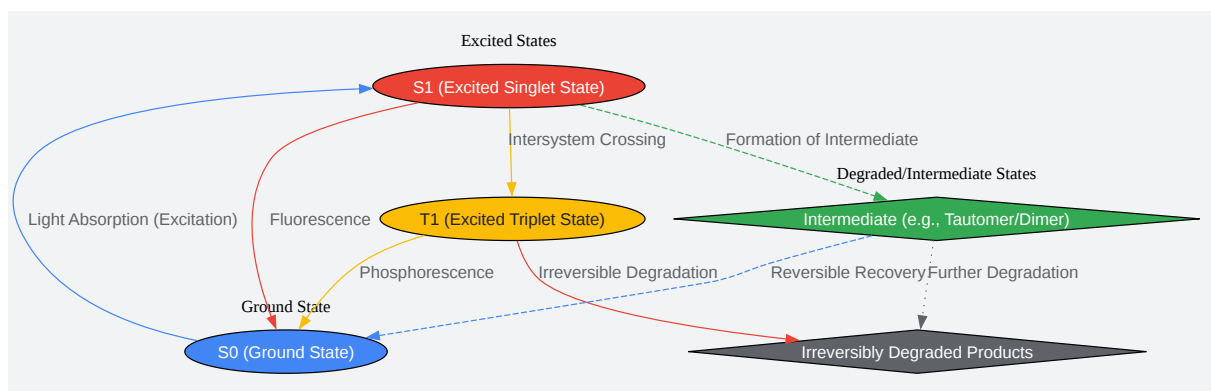 Excited States
S1 (Excited Singlet State)
Intersystem Crossing
Formation of Intermediate
Degraded/Intermediate States
Light Absorption (Excitation)
Fluorescence
T1 (Excited Triplet State)
Intermediate (e.g., Tautomer/Dimer)
Phosphorescence
Irreversible Degradation
Reversible Recovery
Further Degradation
Ground State
S0 (Ground State)
Irreversibly Degraded Products